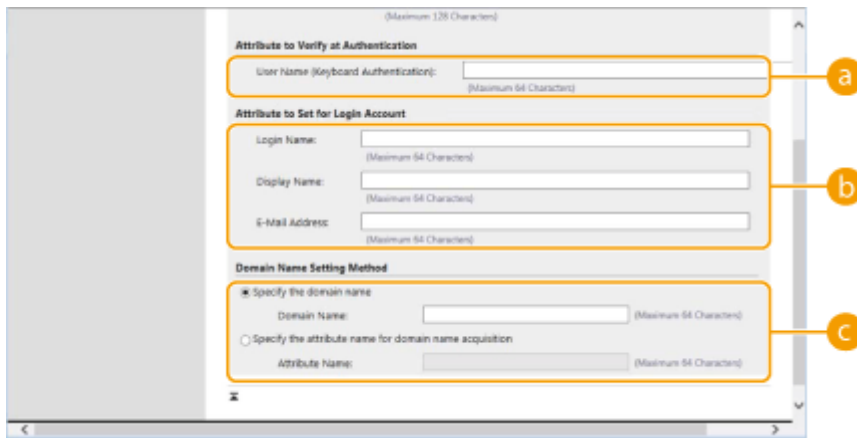 (Maximum 128 Characters)
Attribute to Verify at Authentication
User Name (Keyboard Authentication):
(Maximum 64 Characters)
a
Attribute to Set for Login Account
Login Name:
(Maximum 64 Characters)
Display Name:
(Maximum 64 Characters)
b
E-Mail Address:
(Maximum 64 Characters)
Domain Name Setting Method
Specify the domain name
Domain Name: (Maximum 64 Characters)
c
Specify the attribute name for domain name acquisition
Attribute Name: (Maximum 64 Characters)